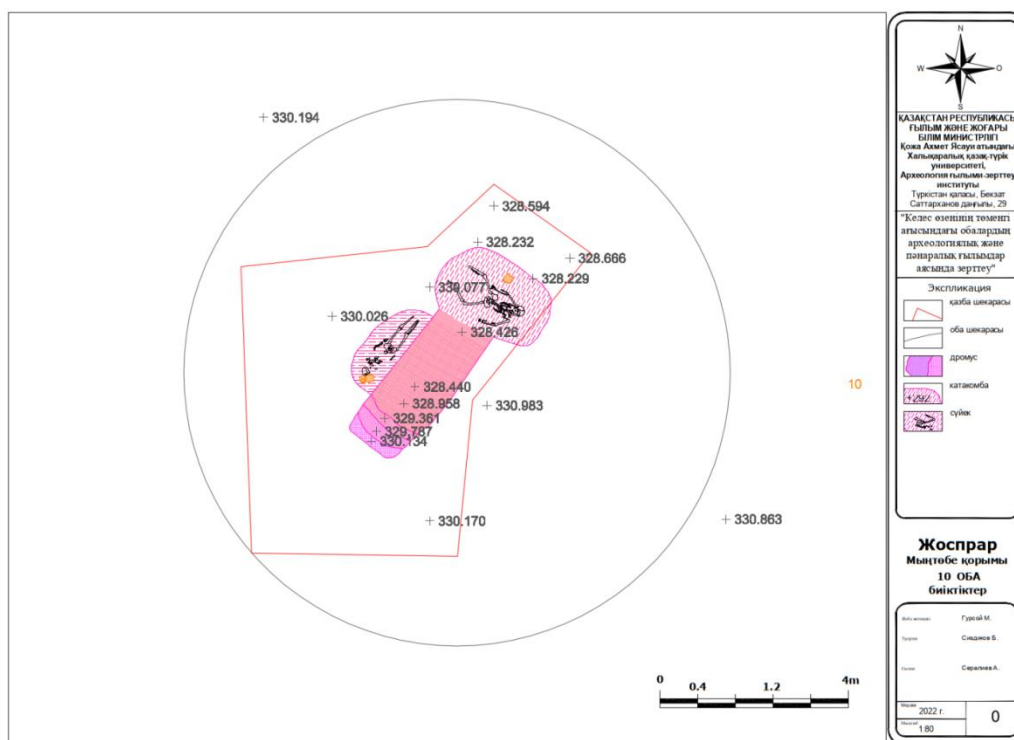 330.194
328.594
328.232
328.666
328.229
330.077
330.026
328.426
328.440
328.958
330.983
329.361
329.787
330.134
330.170
330.863
10
0 0.4 1.2 4m
N
W O
S
ҚАЗАҚСТАН РЕСПУБЛИКАСЫ
ҒЫЛЫМ ЖӘНЕ ЖОҒАРЫ
БІЛІМ МИНИСТРЛІГІ
Қожа Ахмет Ясауи атындағы
Халықаралық қазақ-түрік
университеті,
Археология ғылыми-зерттеу
институты
Түркістан қаласы, Бекзат
Саттарханов даңғылы, 29
"Келес өзенінің төменгі
ағысындағы обалардың
археологиялық және
пәнаралық ғылымдар
аясында зерттеу"
Экспликация
қазба шекарасы
оба шекарасы
дромус
катакомба
сүйек
Жоспрар
Мыңтөбе қорымы
10 ОБА
биіктіктер
Гурсой М.
Сиздиков Б.
Сералиев А.
2022 г.
Масштаб
1:80
0